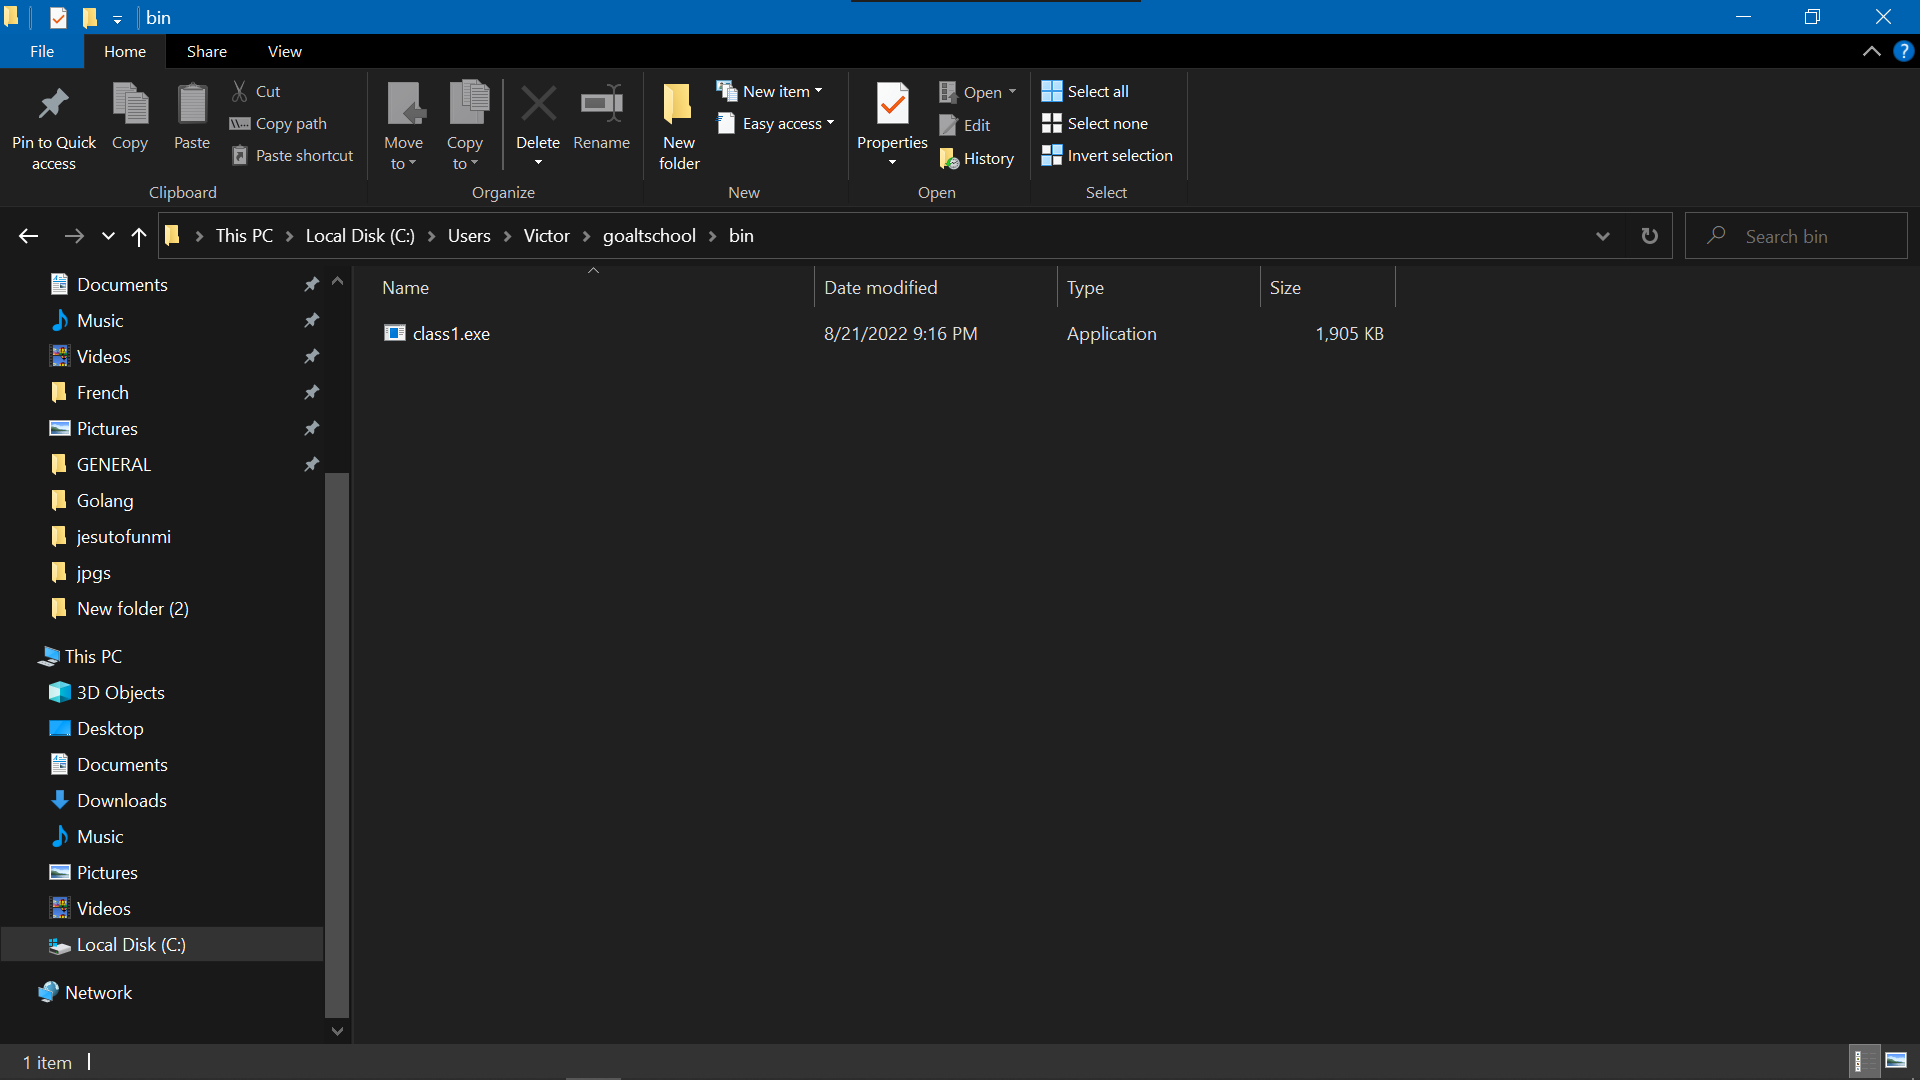 bin
File Home Share View
Pin to Quick access
Copy
Paste
Cut
Copy path
Paste shortcut
Clipboard
Move to
Copy to
Delete
Rename
Organize
New folder
New item
Easy access
New
Properties
Open
Edit
History
Open
Select all
Select none
Invert selection
Select
This PC > Local Disk (C:) > Users > Victor > goaltschool > bin
Search bin
Name Date modified Type Size
class1.exe 8/21/2022 9:16 PM Application 1,905 KB
Documents
Music
Videos
French
Pictures
GENERAL
Golang
jesutofunmi
jpgs
New folder (2)
This PC
3D Objects
Desktop
Documents
Downloads
Music
Pictures
Videos
Local Disk (C:)
Network
1 item